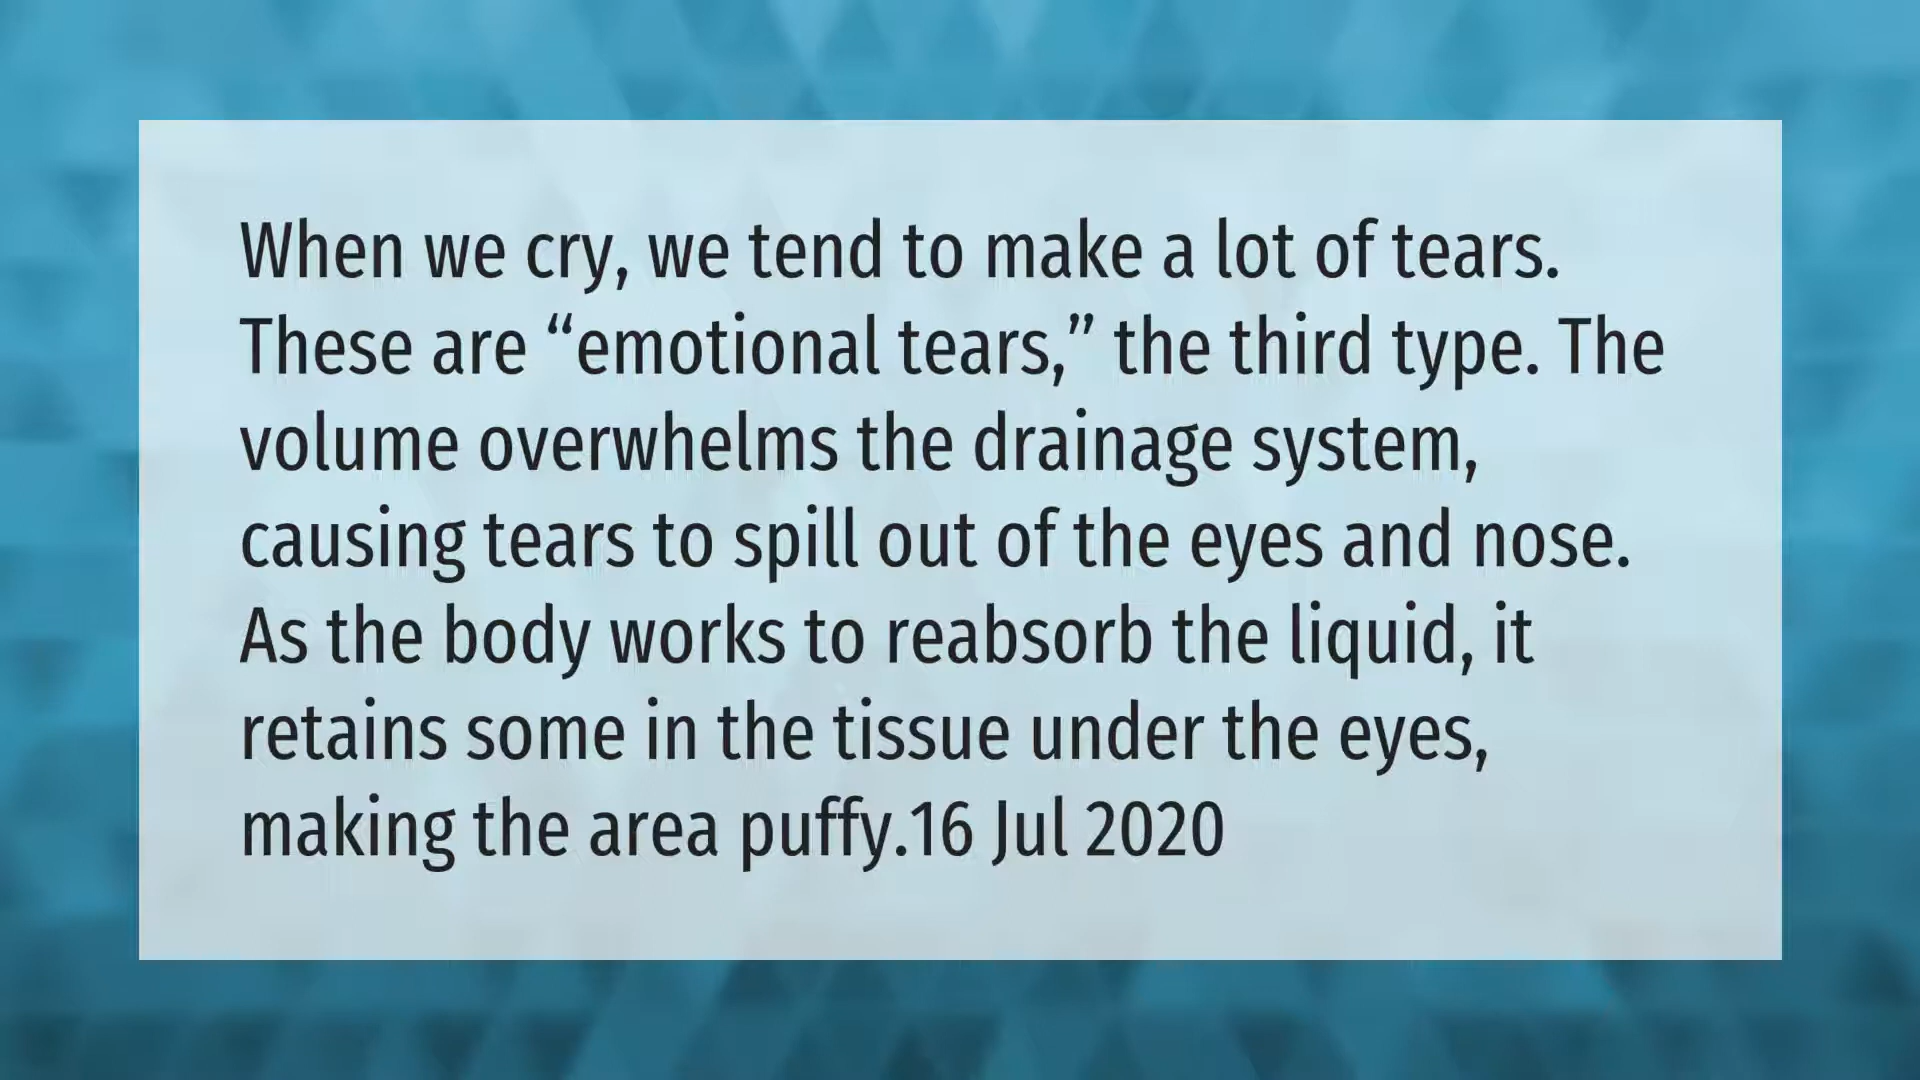 When we cry, we tend to make a lot of tears.
These are “emotional tears,” the third type. The
volume overwhelms the drainage system,
causing tears to spill out of the eyes and nose.
As the body works to reabsorb the liquid, it
retains some in the tissue under the eyes,
making the area puffy.16 Jul 2020